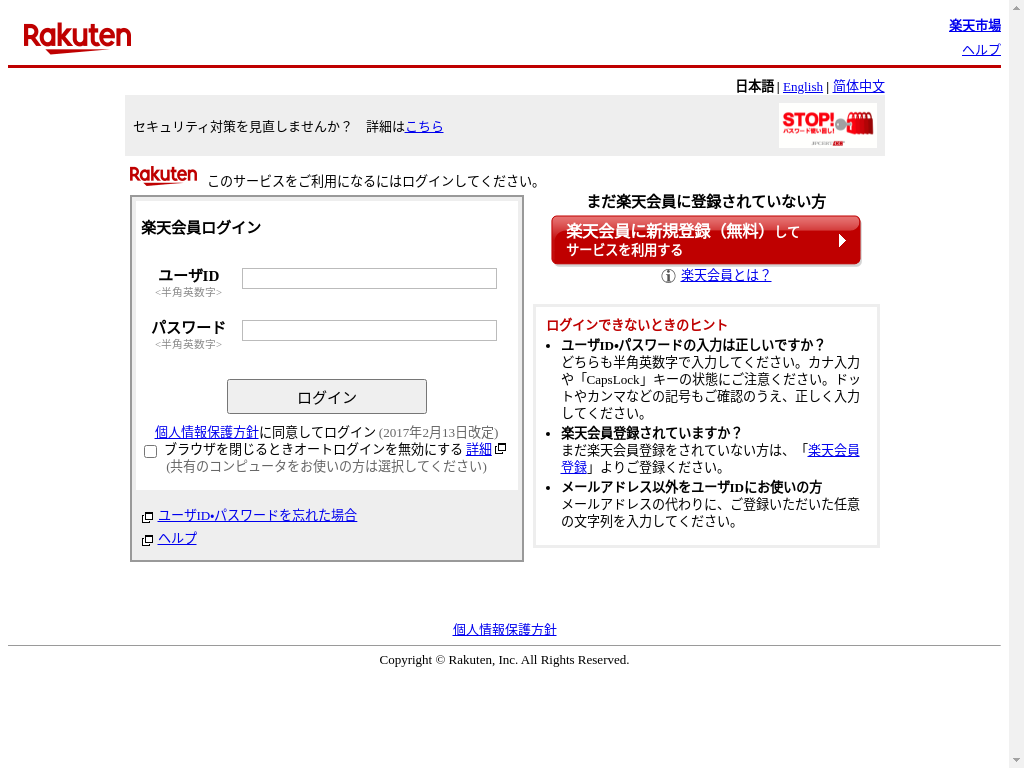 Rakuten
楽天市場
ヘルプ
日本語 | English | 简体中文
セキュリティ対策を見直しませんか？　詳細はこちら
STOP!
パスワード使い回し!
Rakuten このサービスをご利用になるにはログインしてください。
楽天会員ログイン
ユーザID
<半角英数字>
パスワード
<半角英数字>
ログイン
個人情報保護方針に同意してログイン (2017年2月13日改定)
ブラウザを閉じるときオートログインを無効にする 詳細
(共有のコンピュータをお使いの方は選択してください)
ユーザID•パスワードを忘れた場合
ヘルプ
まだ楽天会員に登録されていない方
楽天会員に新規登録（無料）して
サービスを利用する
楽天会員とは？
ログインできないときのヒント
• ユーザID•パスワードの入力は正しいですか？
どちらも半角英数字で入力してください。カナ入力
や「CapsLock」キーの状態にご注意ください。ドッ
トやカンマなどの記号もご確認のうえ、正しく入力
してください。
• 楽天会員登録されていますか？
まだ楽天会員登録をされていない方は、「楽天会員
登録」よりご登録ください。
• メールアドレス以外をユーザIDにお使いの方
メールアドレスの代わりに、ご登録いただいた任意
の文字列を入力してください。
個人情報保護方針
Copyright © Rakuten, Inc. All Rights Reserved.